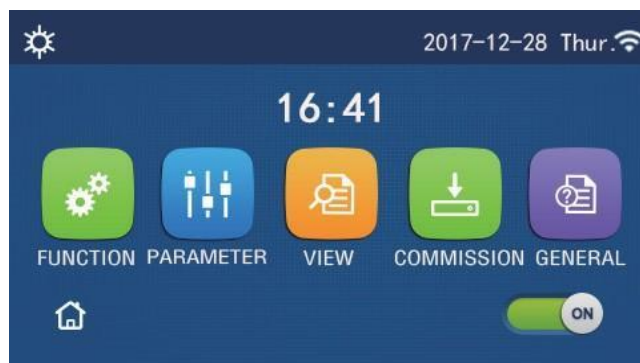 2017-12-28 Thur.
16:41
FUNCTION PARAMETER VIEW COMMISSION GENERAL
ON